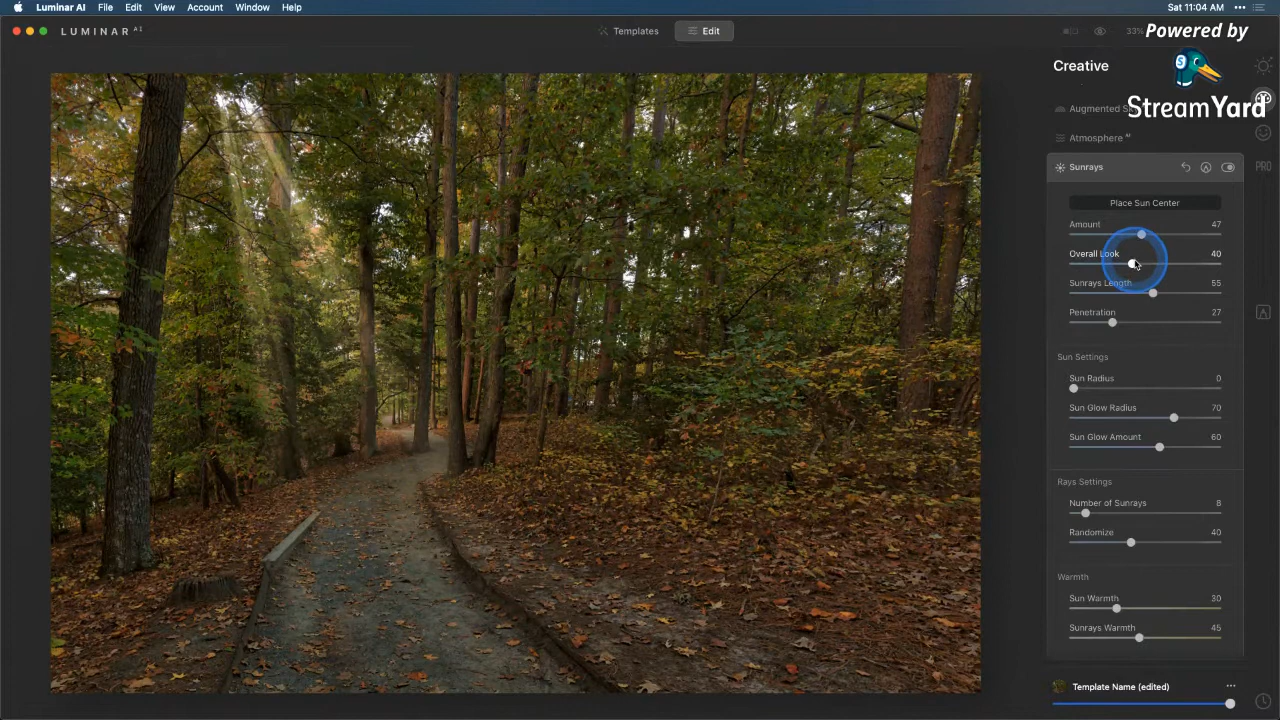 Luminar AI File Edit View Account Window Help Sat 11:04 AM
LUMINAR AI Templates Edit 33%
Powered by
Creative
StreamYard
Augmented Sk
Atmosphere AI
Sunrays
PRO
Place Sun Center
Amount 47
Overall Look 40
Sunrays Length 55
Penetration 27
Sun Settings
Sun Radius 0
Sun Glow Radius 70
Sun Glow Amount 60
Rays Settings
Number of Sunrays 8
Randomize 40
Warmth
Sun Warmth 30
Sunrays Warmth 45
Template Name (edited)